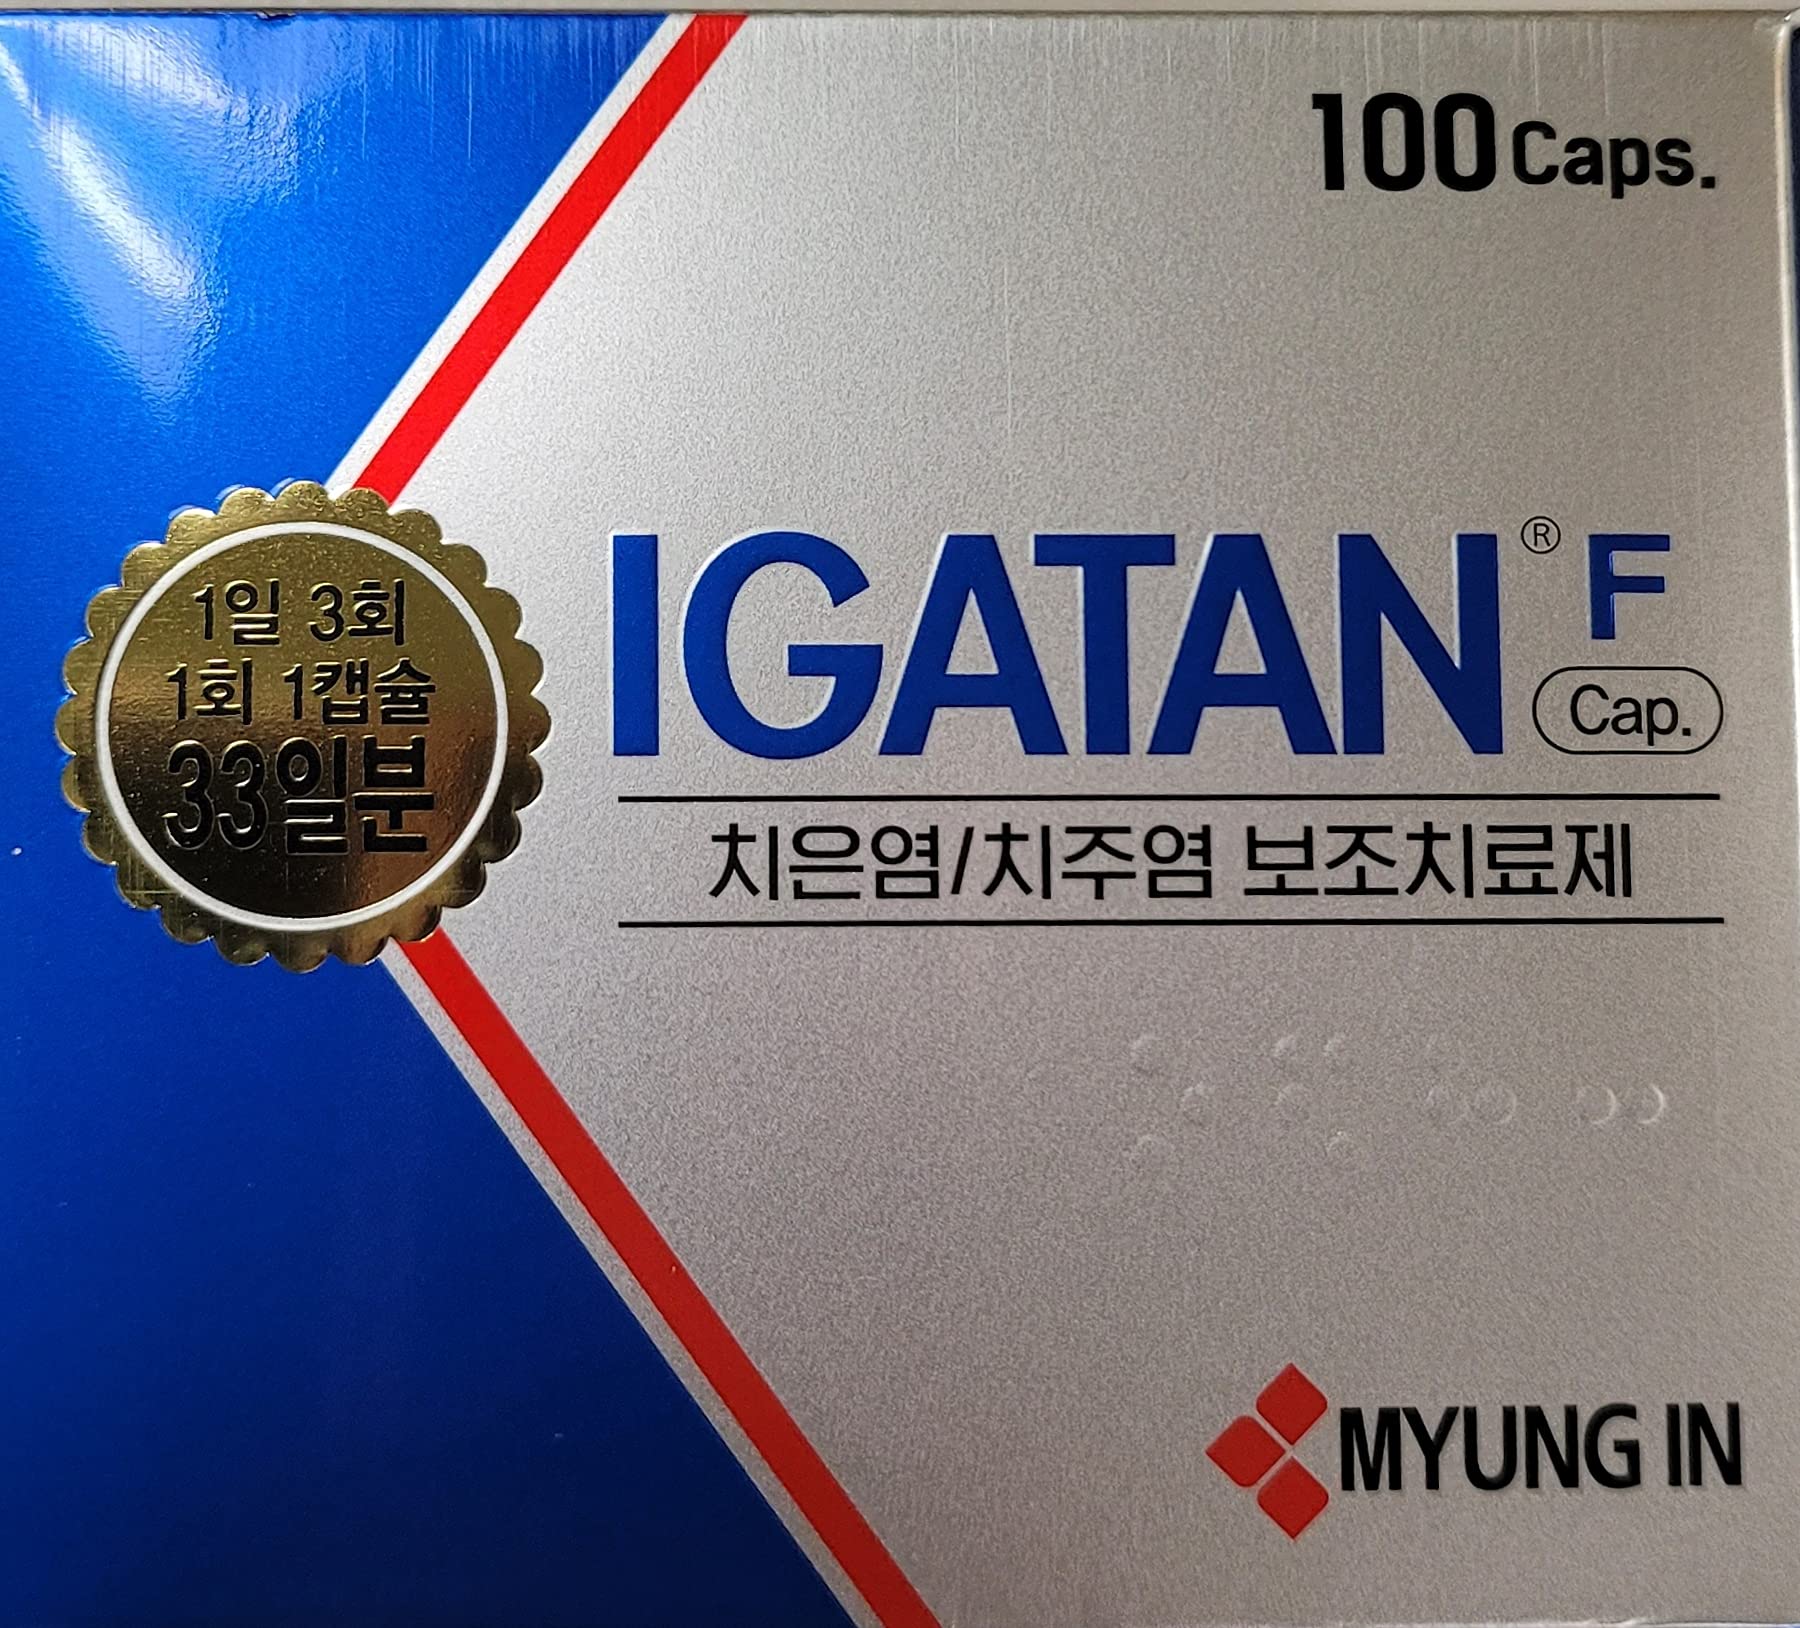 100 Caps.
1일 3회
1회 1캡슐
33일분
IGATAN® F
Cap.
치은염/치주염 보조치료제
MYUNG IN